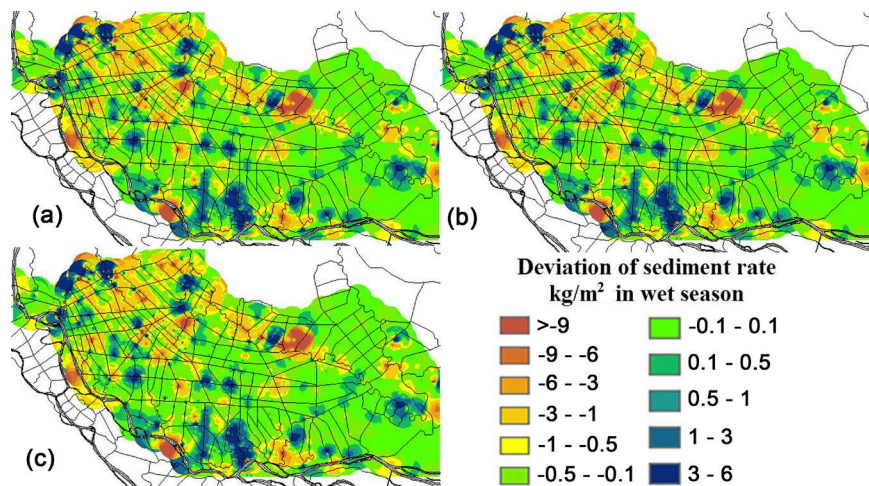 (a)
(b)
(c)
Deviation of sediment rate
kg/m² in wet season
>-9
-9 - -6
-6 - -3
-3 - -1
-1 - -0.5
-0.5 - -0.1
-0.1 - 0.1
0.1 - 0.5
0.5 - 1
1 - 3
3 - 6